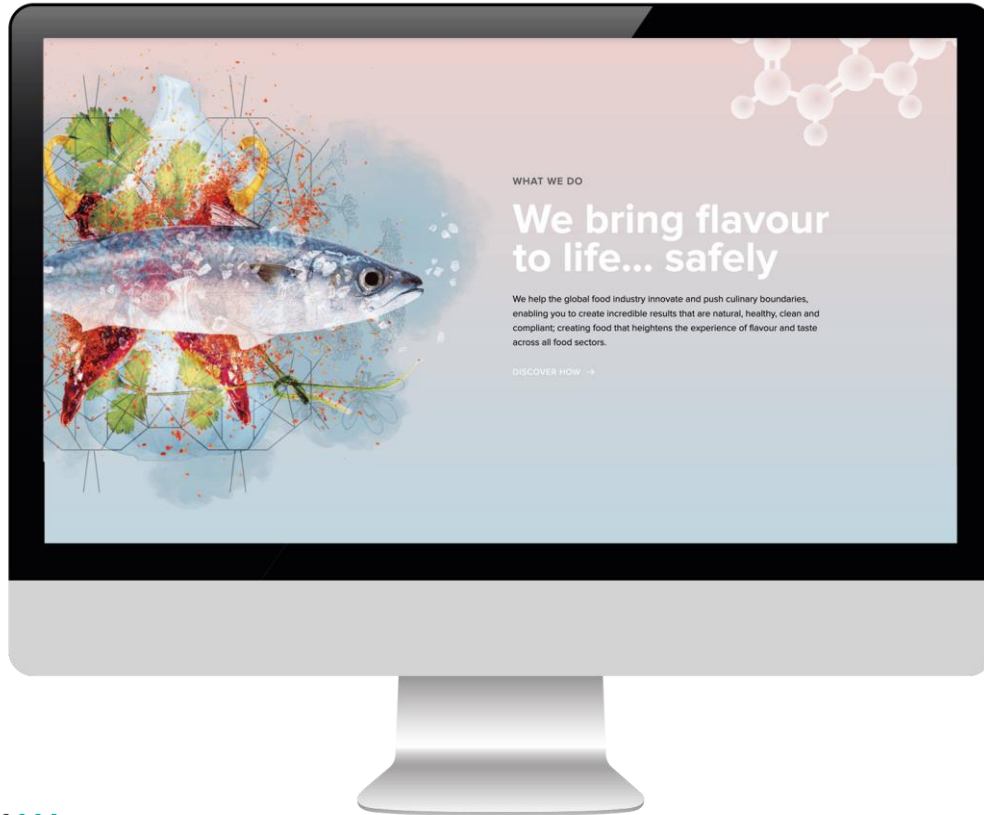 WHAT WE DO
We bring flavour
to life... safely
We help the global food industry innovate and push culinary boundaries,
enabling you to create incredible results that are natural, healthy, clean and
compliant; creating food that heightens the experience of flavour and taste
across all food sectors.
DISCOVER HOW →